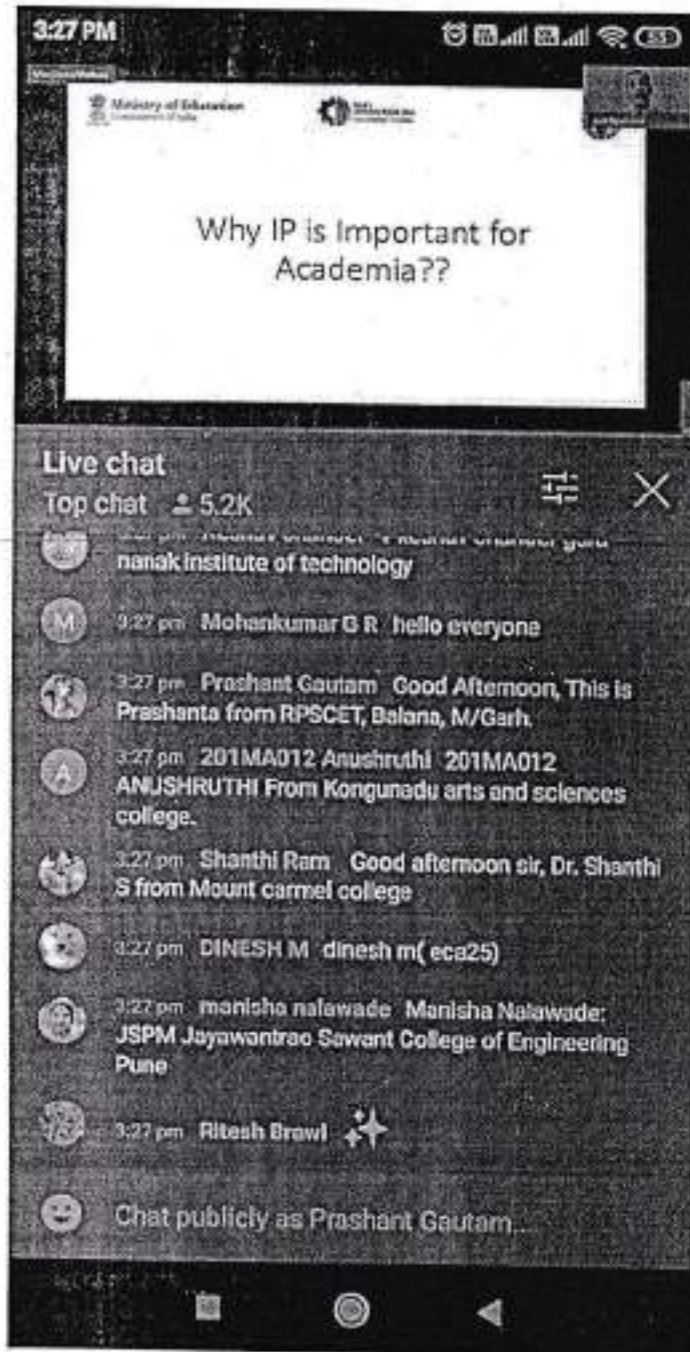 3:27 PM
Ministry of Education
Government of India
Why IP is Important for
Academia??
Live chat
Top chat 5.2K
nanak institute of technology
M 3:27 pm Mohankumar G R hello everyone
3:27 pm Prashant Gautam Good Afternoon, This is
Prashanta from RPSCET, Balana, M/Garh.
A 3:27 pm 201MA012 Anushruthi 201MA012
ANUSHRUTHI From Kongunadu arts and sciences
college.
3:27 pm Shanthi Ram Good afternoon sir, Dr. Shanthi
S from Mount carmel college
3:27 pm DINESH M dinesh m( eca25)
3:27 pm manisha nalawade Manisha Nalawade:
JSPM Jayawantrao Sawant College of Engineering
Pune
3:27 pm Ritesh Brawl
Chat publicly as Prashant Gautam...